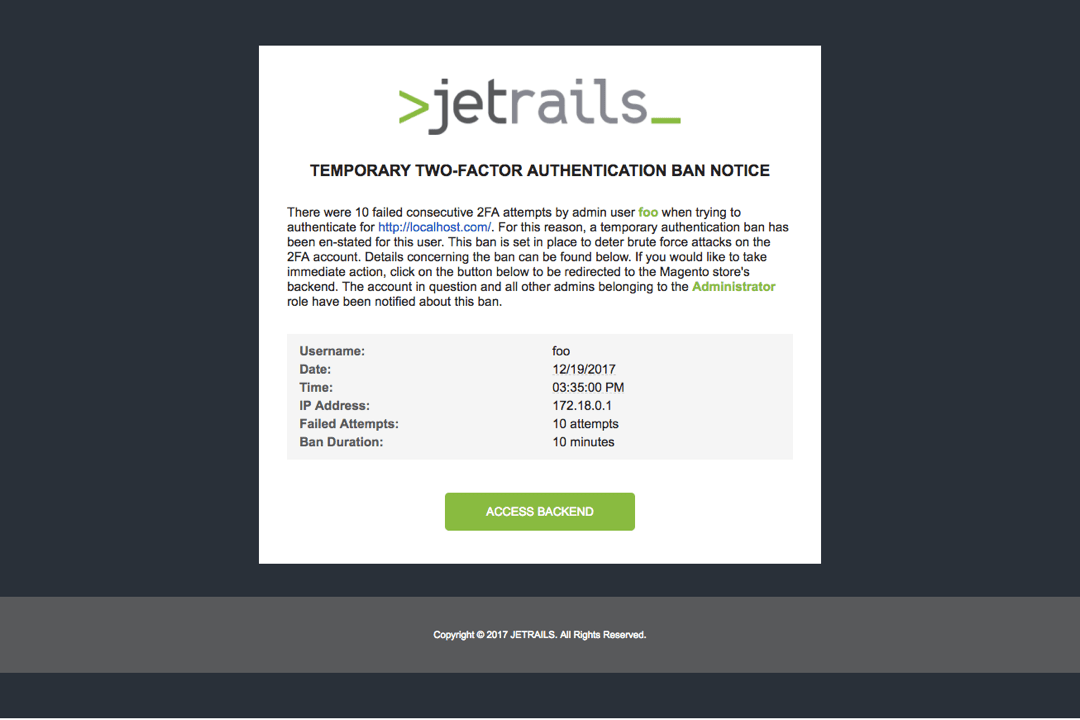 >jetrails_
TEMPORARY TWO-FACTOR AUTHENTICATION BAN NOTICE
There were 10 failed consecutive 2FA attempts by admin user foo when trying to
authenticate for http://localhost.com/. For this reason, a temporary authentication ban has
been en-stated for this user. This ban is set in place to deter brute force attacks on the
2FA account. Details concerning the ban can be found below. If you would like to take
immediate action, click on the button below to be redirected to the Magento store's
backend. The account in question and all other admins belonging to the Administrator
role have been notified about this ban.
Username: foo
Date: 12/19/2017
Time: 03:35:00 PM
IP Address: 172.18.0.1
Failed Attempts: 10 attempts
Ban Duration: 10 minutes
ACCESS BACKEND
Copyright © 2017 JETRAILS. All Rights Reserved.